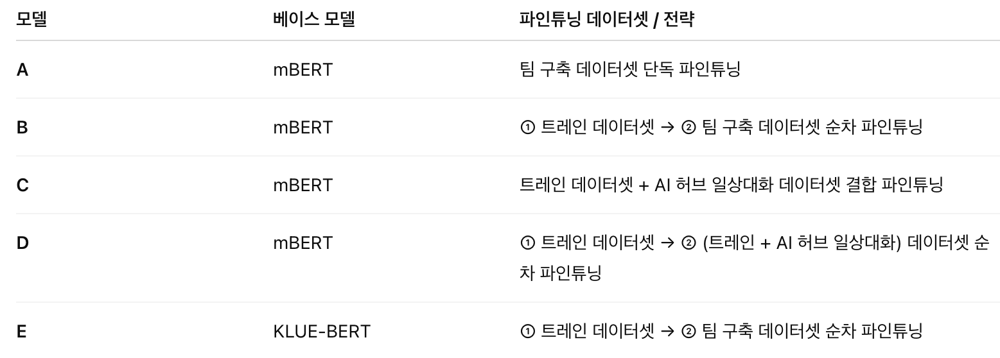 모델 베이스 모델 파인튜닝 데이터셋 / 전략
A mBERT 팀 구축 데이터셋 단독 파인튜닝
B mBERT ① 트레인 데이터셋 → ② 팀 구축 데이터셋 순차 파인튜닝
C mBERT 트레인 데이터셋 + AI 허브 일상대화 데이터셋 결합 파인튜닝
D mBERT ① 트레인 데이터셋 → ② (트레인 + AI 허브 일상대화) 데이터셋 순
차 파인튜닝
E KLUE-BERT ① 트레인 데이터셋 → ② 팀 구축 데이터셋 순차 파인튜닝